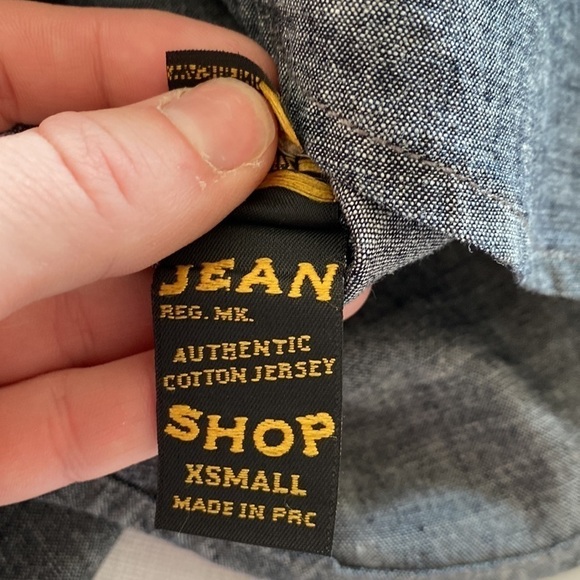 JEAN
REG. MK.
AUTHENTIC
COTTON JERSEY
SHOP
XSMALL
MADE IN PRC